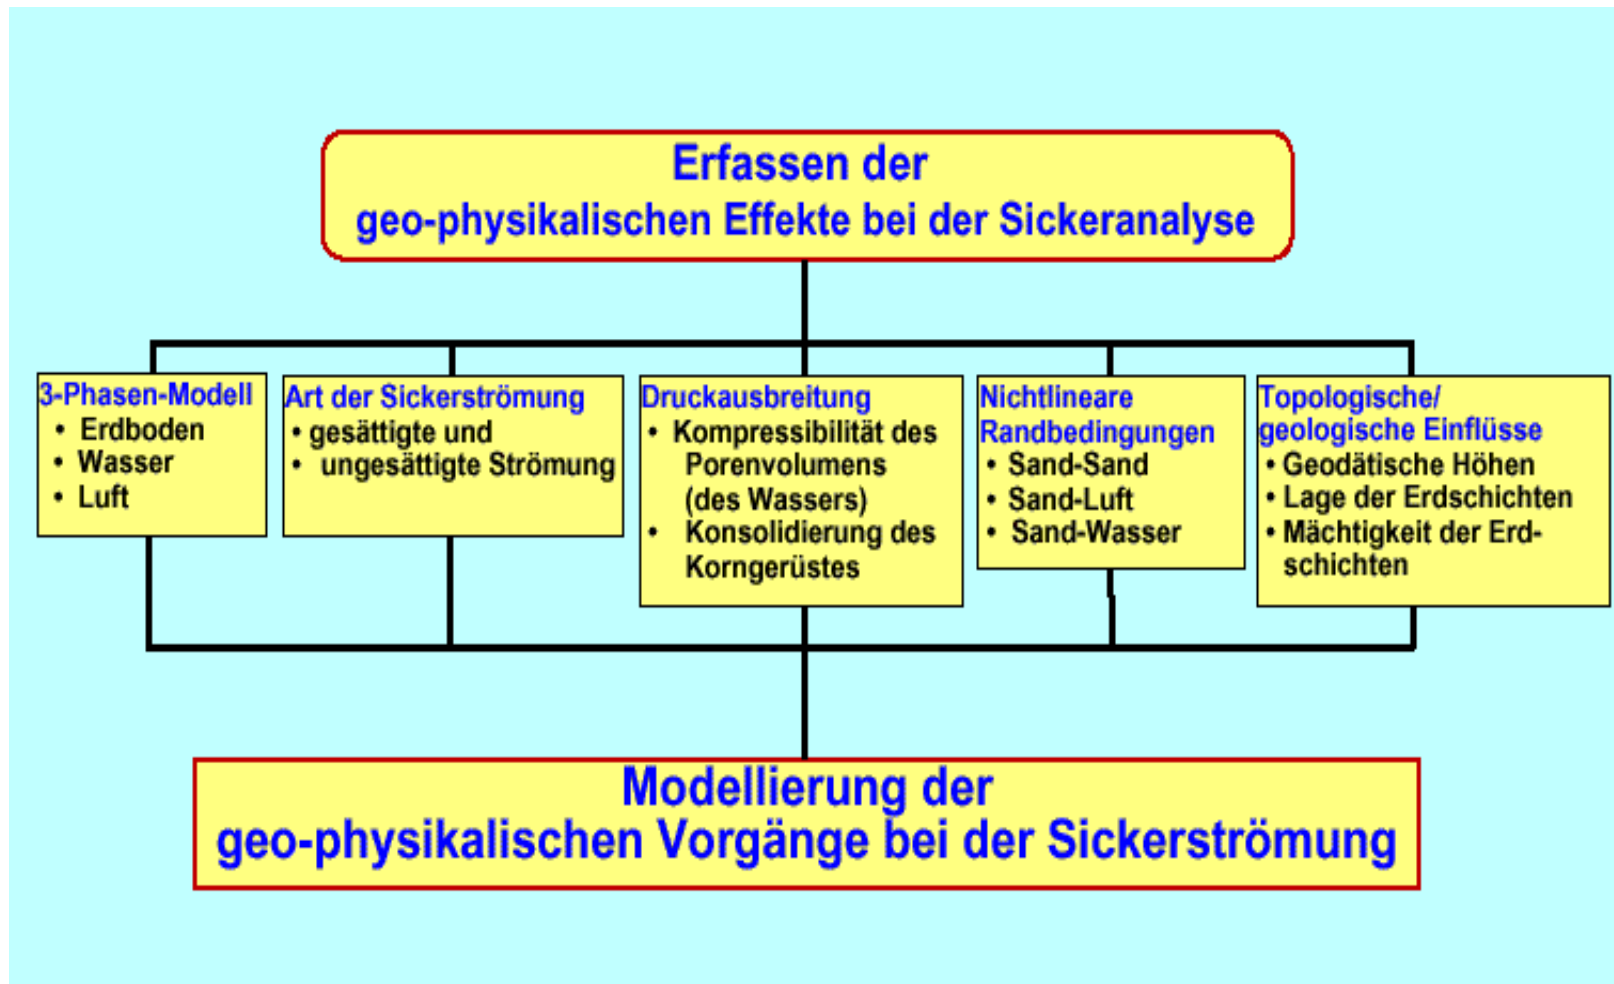 Erfassen der
geo-physikalischen Effekte bei der Sickeranalyse
3-Phasen-Modell
• Erdboden
• Wasser
• Luft
Art der Sickerströmung
• gesättigte und
• ungesättigte Strömung
Druckausbreitung
• Kompressibilität des
Porenvolumens
(des Wassers)
• Konsolidierung des
Korngerüstes
Nichtlineare
Randbedingungen
• Sand-Sand
• Sand-Luft
• Sand-Wasser
Topologische/
geologische Einflüsse
• Geodätische Höhen
• Lage der Erdschichten
• Mächtigkeit der Erd-
schichten
Modellierung der
geo-physikalischen Vorgänge bei der Sickerströmung